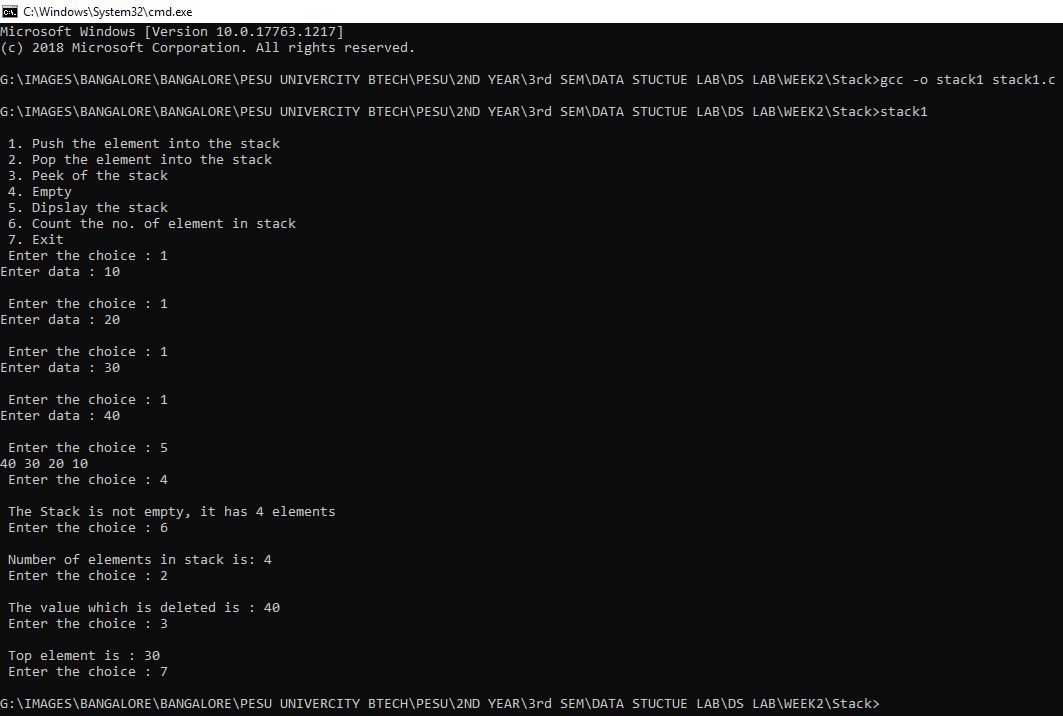 C:\Windows\System32\cmd.exe
Microsoft Windows [Version 10.0.17763.1217]
(c) 2018 Microsoft Corporation. All rights reserved.
G:\IMAGES\BANGALORE\BANGALORE\PESU UNIVERCITY BTECH\PESU\2ND YEAR\3rd SEM\DATA STUCTUE LAB\DS LAB\WEEK2\Stack>gcc -o stack1 stack1.c
G:\IMAGES\BANGALORE\BANGALORE\PESU UNIVERCITY BTECH\PESU\2ND YEAR\3rd SEM\DATA STUCTUE LAB\DS LAB\WEEK2\Stack>stack1
1. Push the element into the stack
2. Pop the element into the stack
3. Peek of the stack
4. Empty
5. Dipslay the stack
6. Count the no. of element in stack
7. Exit
Enter the choice : 1
Enter data : 10
Enter the choice : 1
Enter data : 20
Enter the choice : 1
Enter data : 30
Enter the choice : 1
Enter data : 40
Enter the choice : 5
40 30 20 10
Enter the choice : 4
The Stack is not empty, it has 4 elements
Enter the choice : 6
Number of elements in stack is: 4
Enter the choice : 2
The value which is deleted is : 40
Enter the choice : 3
Top element is : 30
Enter the choice : 7
G:\IMAGES\BANGALORE\BANGALORE\PESU UNIVERCITY BTECH\PESU\2ND YEAR\3rd SEM\DATA STUCTUE LAB\DS LAB\WEEK2\Stack>